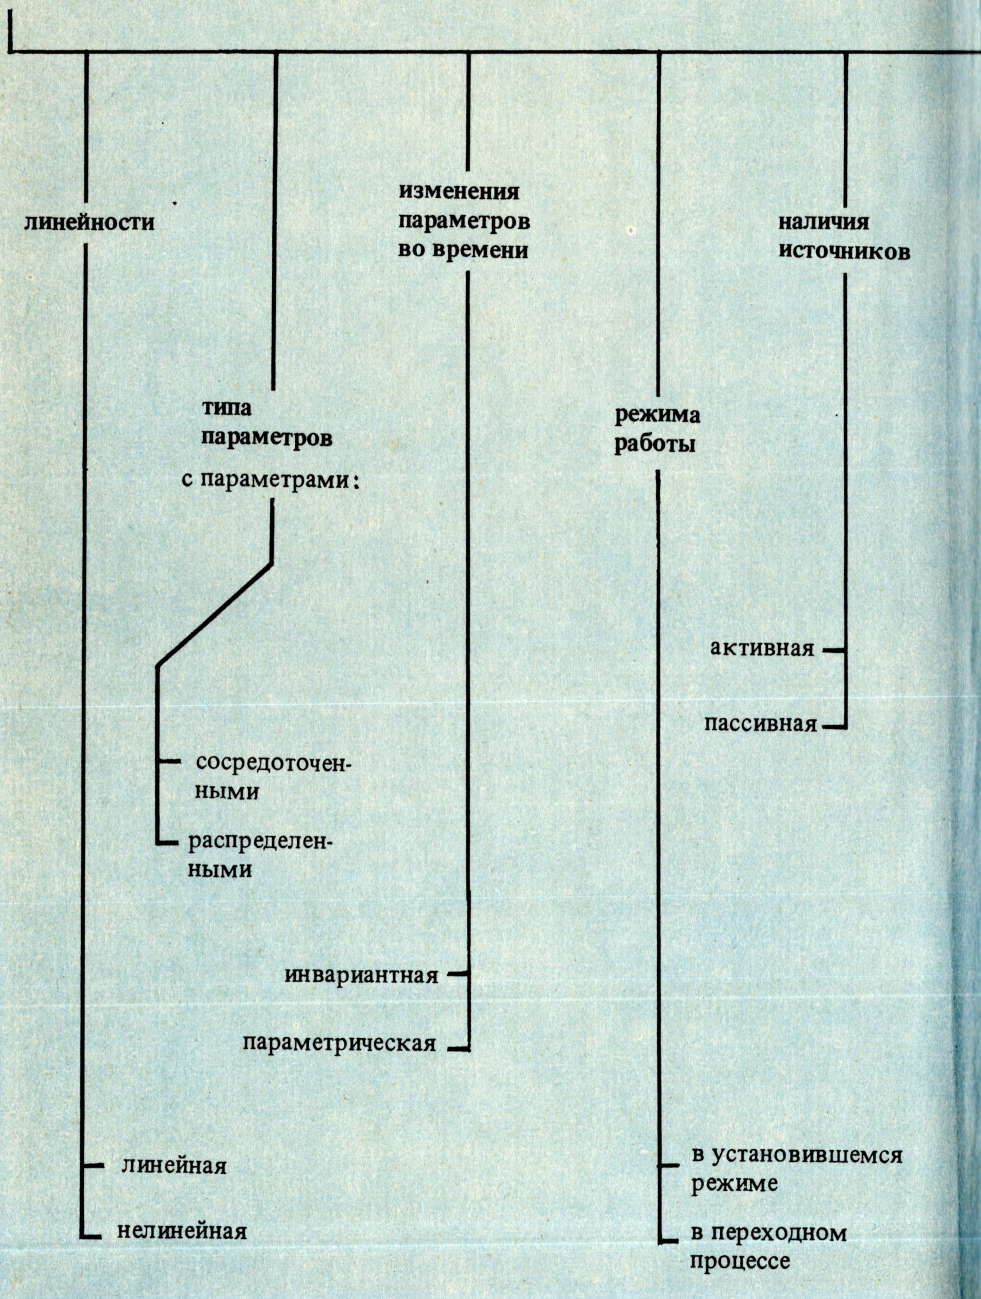 линейности
типа
параметров
с параметрами:
сосредоточен-
ными
распределен-
ными
изменения
параметров
во времени
инвариантная
параметрическая
линейная
нелинейная
режима
работы
в установившемся
режиме
в переходном
процессе
наличия
источников
активная
пассивная